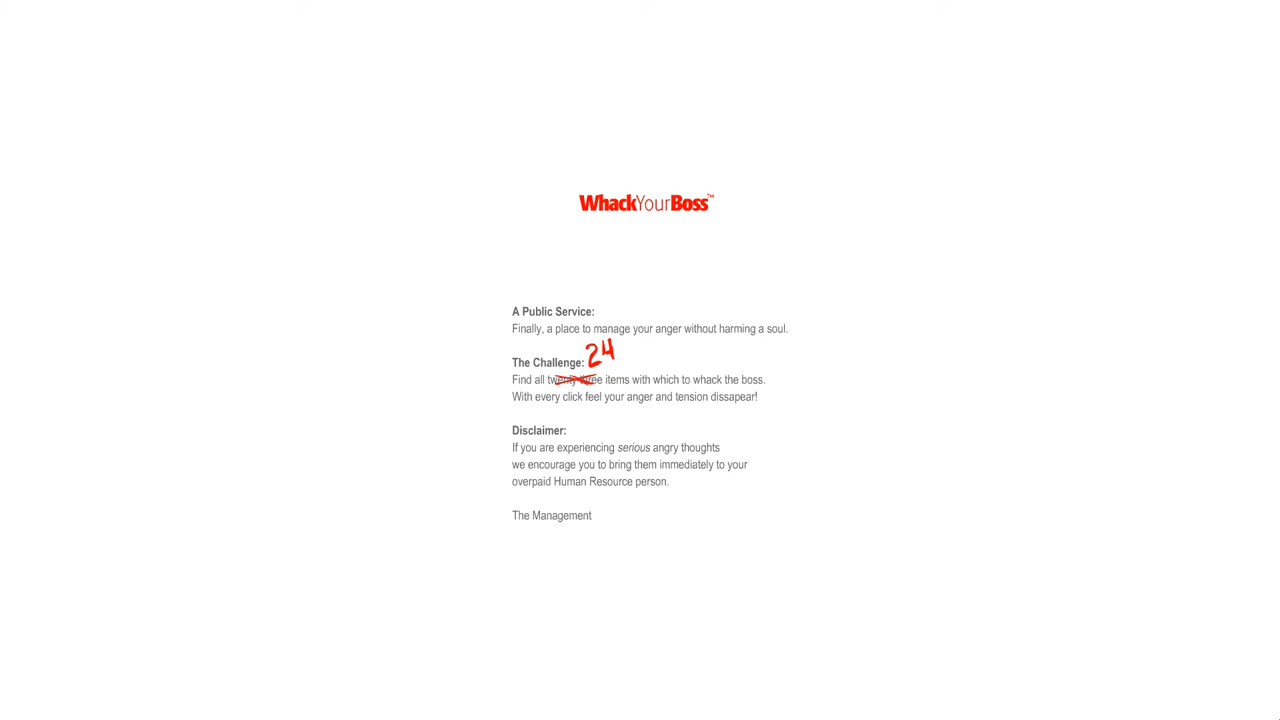 WhackYourBoss™
A Public Service:
Finally, a place to manage your anger without harming a soul.
The Challenge: 24
Find all twenty three items with which to whack the boss.
With every click feel your anger and tension dissapear!
Disclaimer:
If you are experiencing serious angry thoughts
we encourage you to bring them immediately to your
overpaid Human Resource person.
The Management